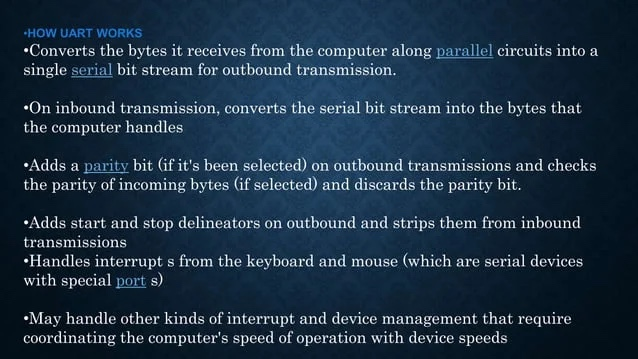 •HOW UART WORKS
•Converts the bytes it receives from the computer along parallel circuits into a
single serial bit stream for outbound transmission.
•On inbound transmission, converts the serial bit stream into the bytes that
the computer handles
•Adds a parity bit (if it's been selected) on outbound transmissions and checks
the parity of incoming bytes (if selected) and discards the parity bit.
•Adds start and stop delineators on outbound and strips them from inbound
transmissions
•Handles interrupt s from the keyboard and mouse (which are serial devices
with special port s)
•May handle other kinds of interrupt and device management that require
coordinating the computer's speed of operation with device speeds